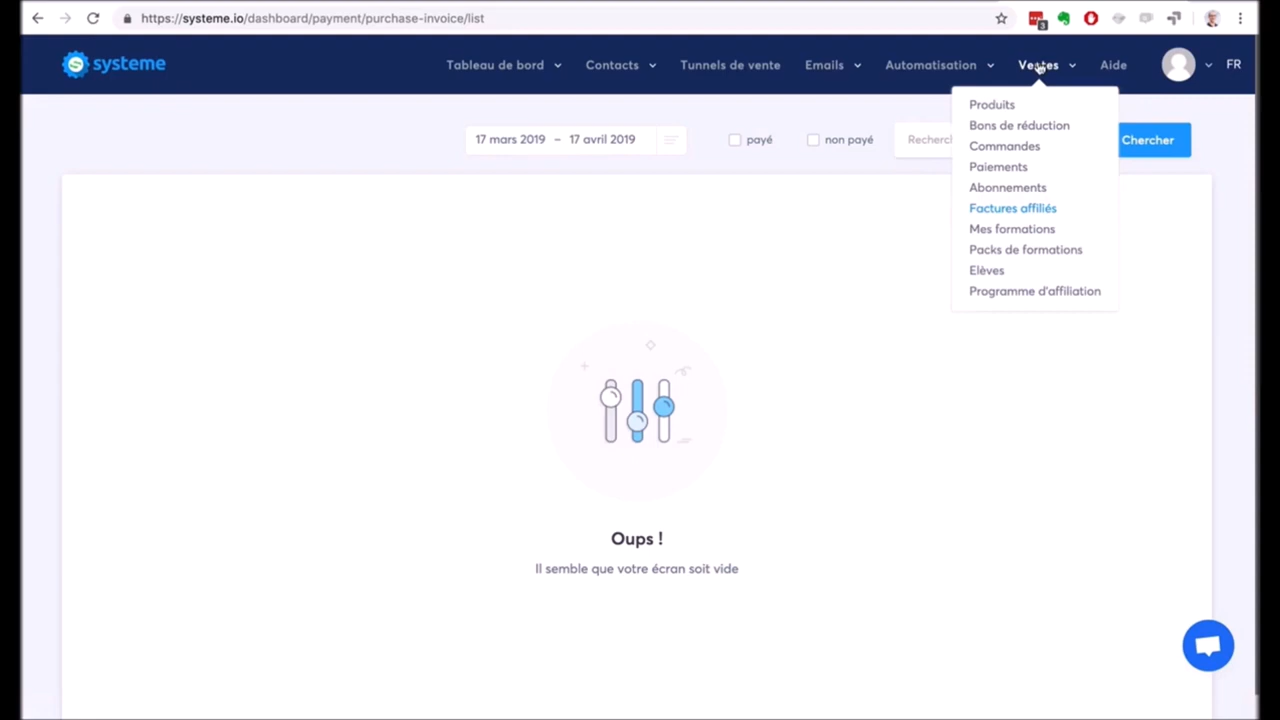 https://systeme.io/dashboard/payment/purchase-invoice/list
3
systeme
Tableau de bord
Contacts
Tunnels de vente
Emails
Automatisation
Ventes
Aide
FR
17 mars 2019 – 17 avril 2019
payé
non payé
Recherc
Chercher
Produits
Bons de réduction
Commandes
Paiements
Abonnements
Factures affiliés
Mes formations
Packs de formations
Elèves
Programme d'affiliation
Oups !
Il semble que votre écran soit vide